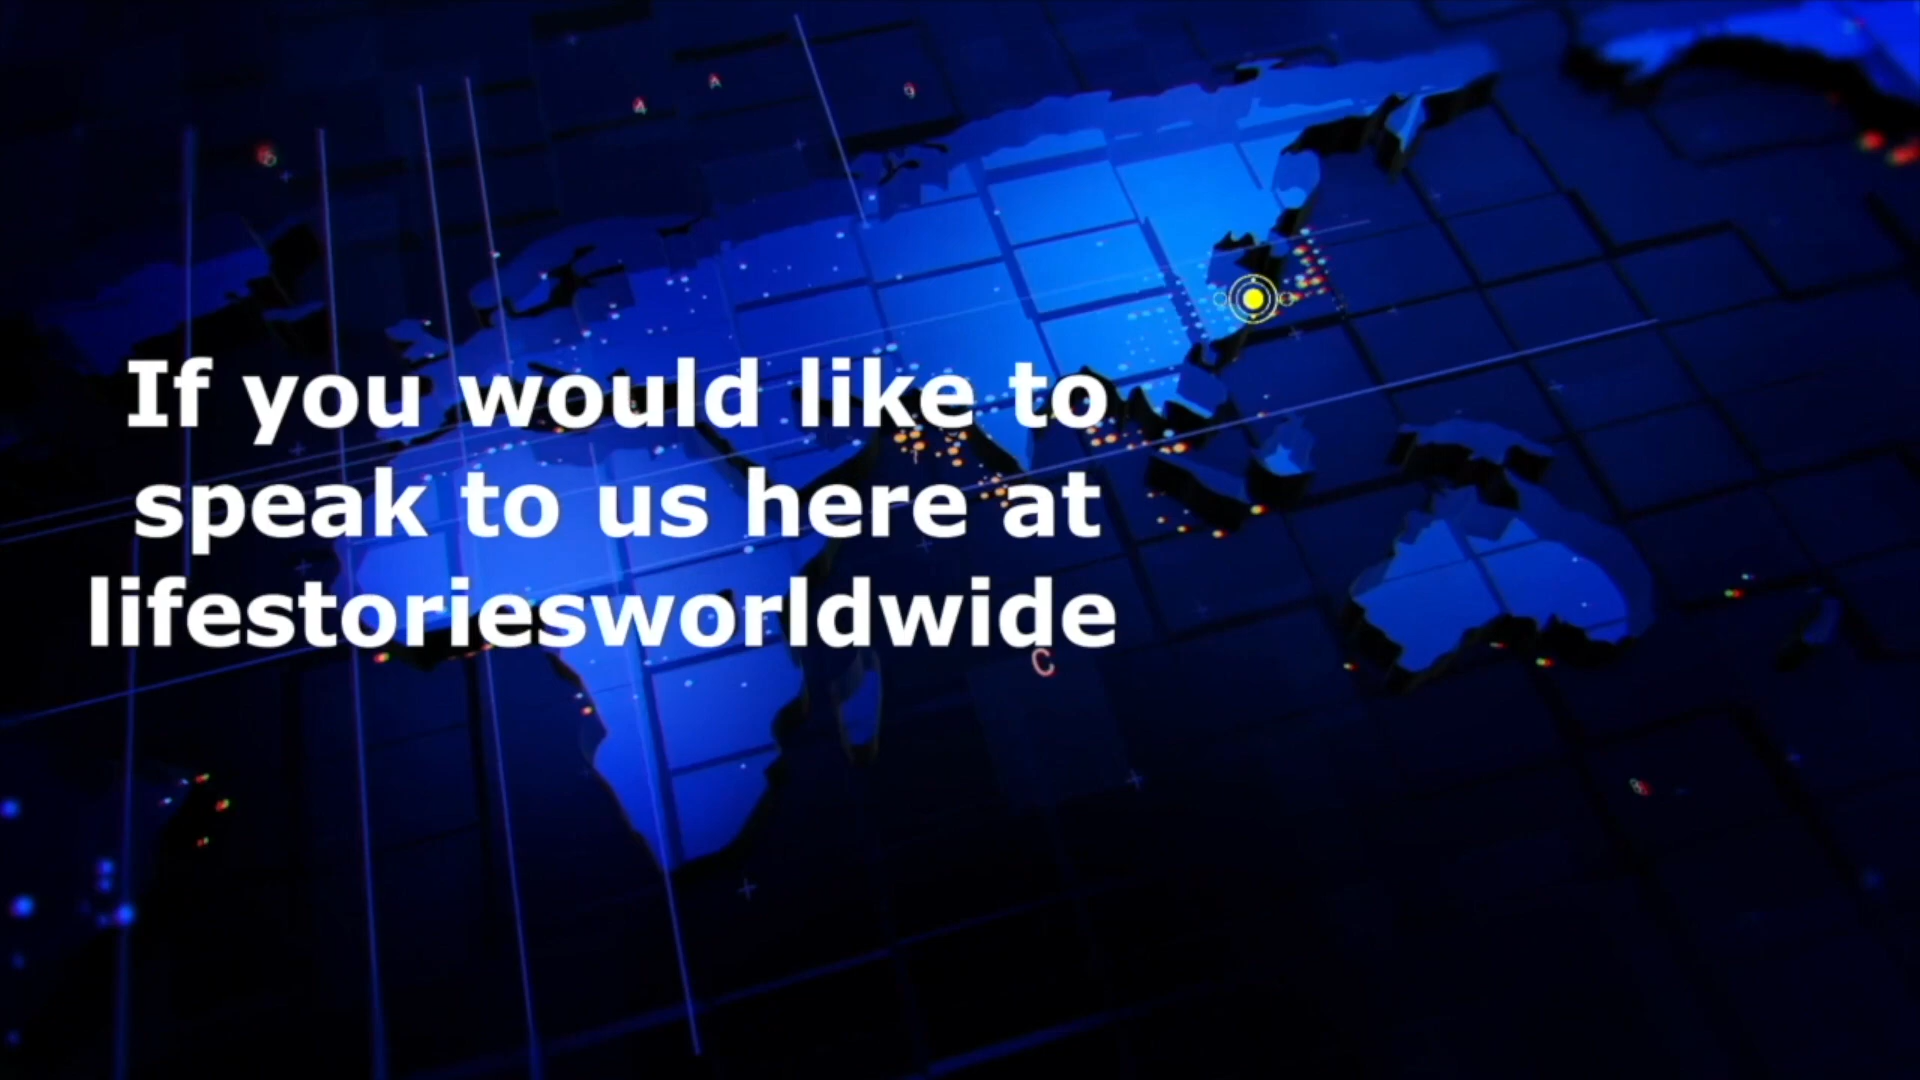 If you would like to
speak to us here at
lifestoriesworldwide